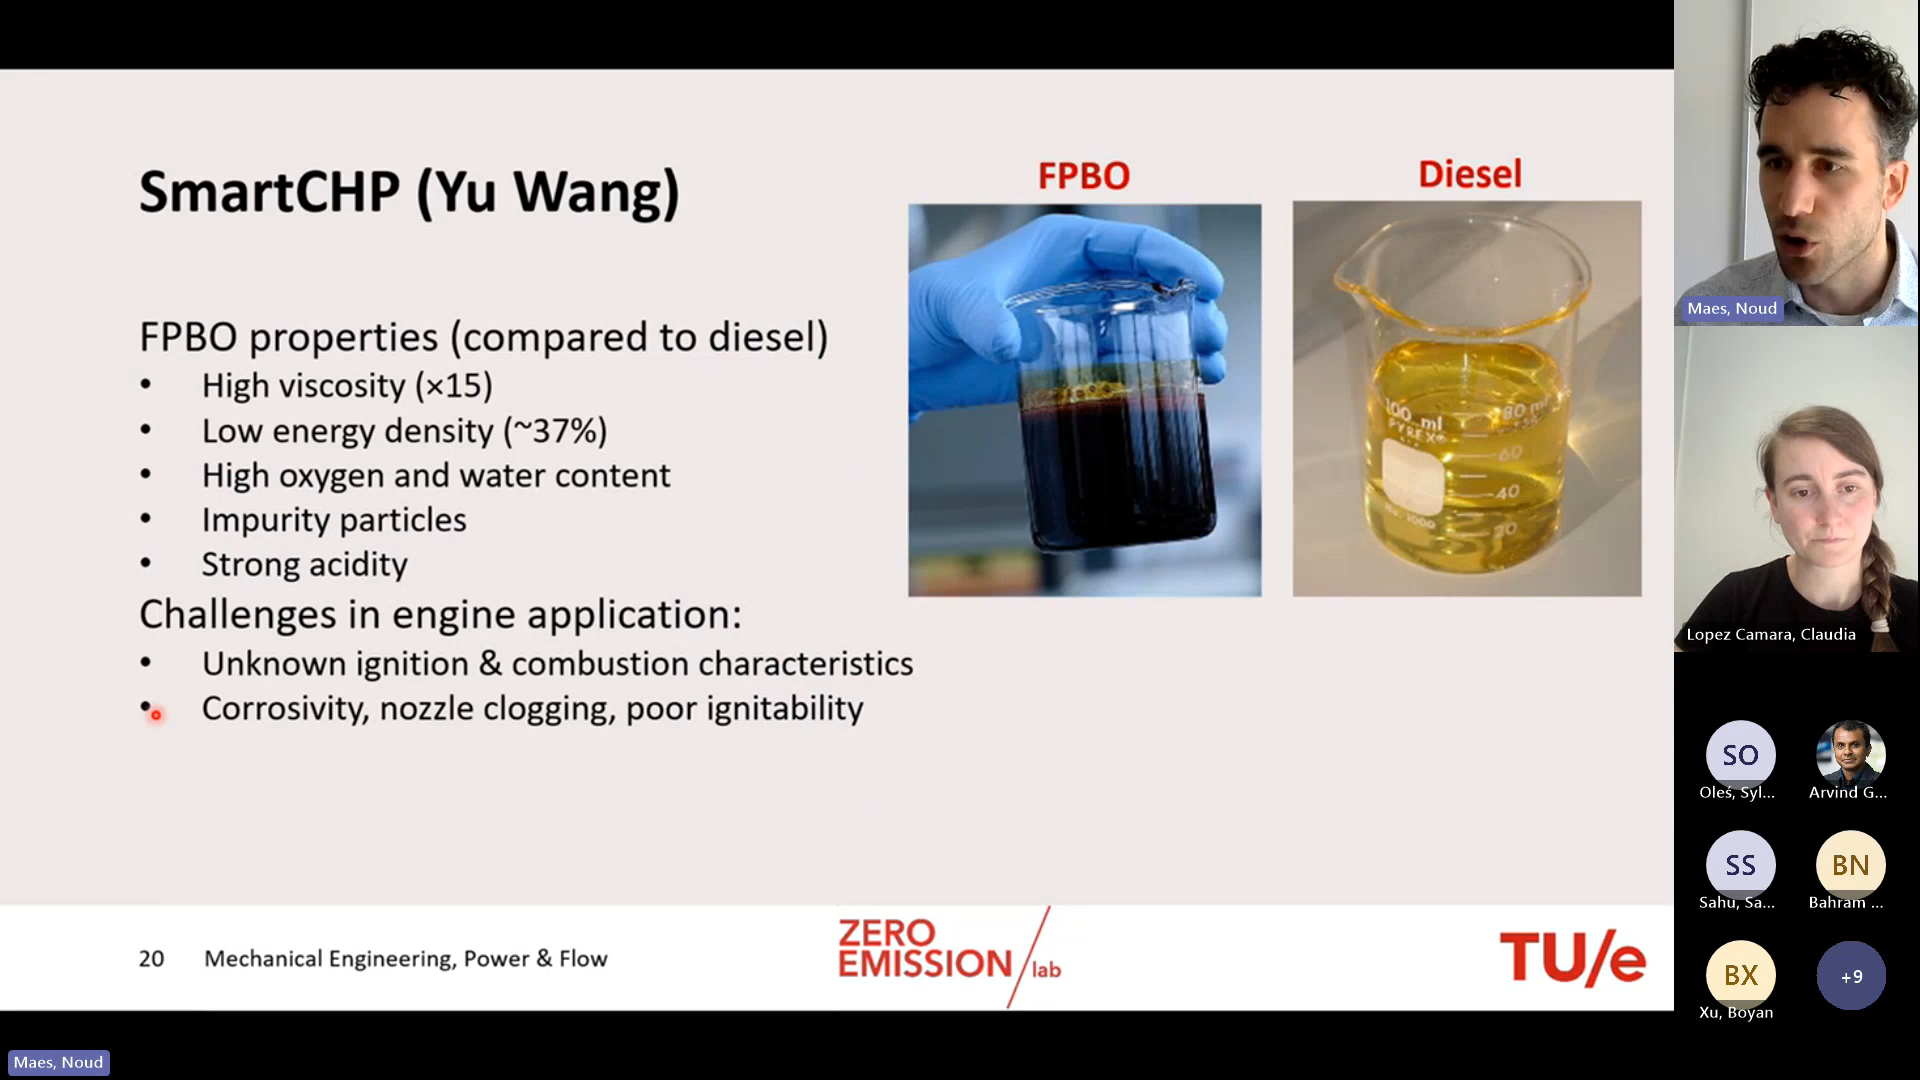 SmartCHP (Yu Wang)
FPBO properties (compared to diesel)
• High viscosity (×15)
• Low energy density (~37%)
• High oxygen and water content
• Impurity particles
• Strong acidity
Challenges in engine application:
• Unknown ignition & combustion characteristics
• Corrosivity, nozzle clogging, poor ignitability
FPBO
Diesel
100 ml
PYREX®
80 ml
60
40
20
No. 1000
20
Mechanical Engineering, Power & Flow
ZERO
EMISSION
lab
TU/e
Maes, Noud
Lopez Camara, Claudia
SO
Oleś, Syl...
Arvind G...
SS
Sahu, Sa...
BN
Bahram ...
BX
Xu, Boyan
+9
Maes, Noud